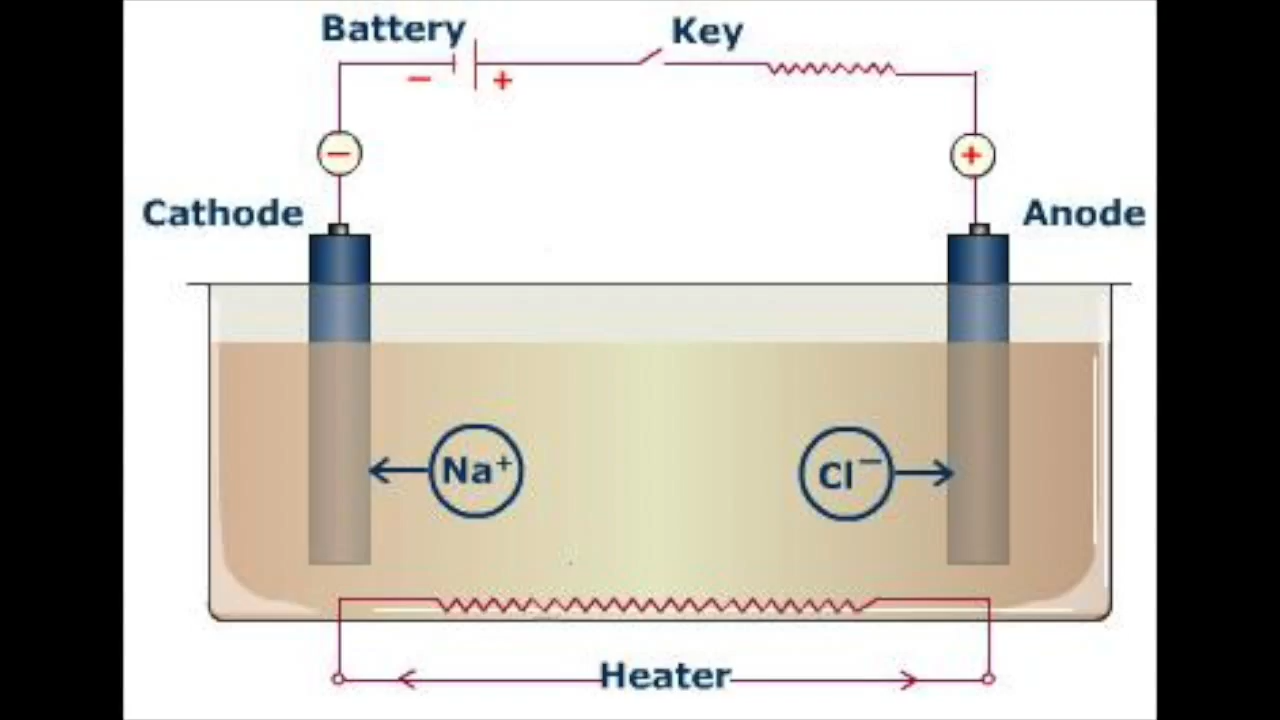 Battery
Key
− +
− +
Cathode
Anode
Na⁺
Cl⁻
Heater